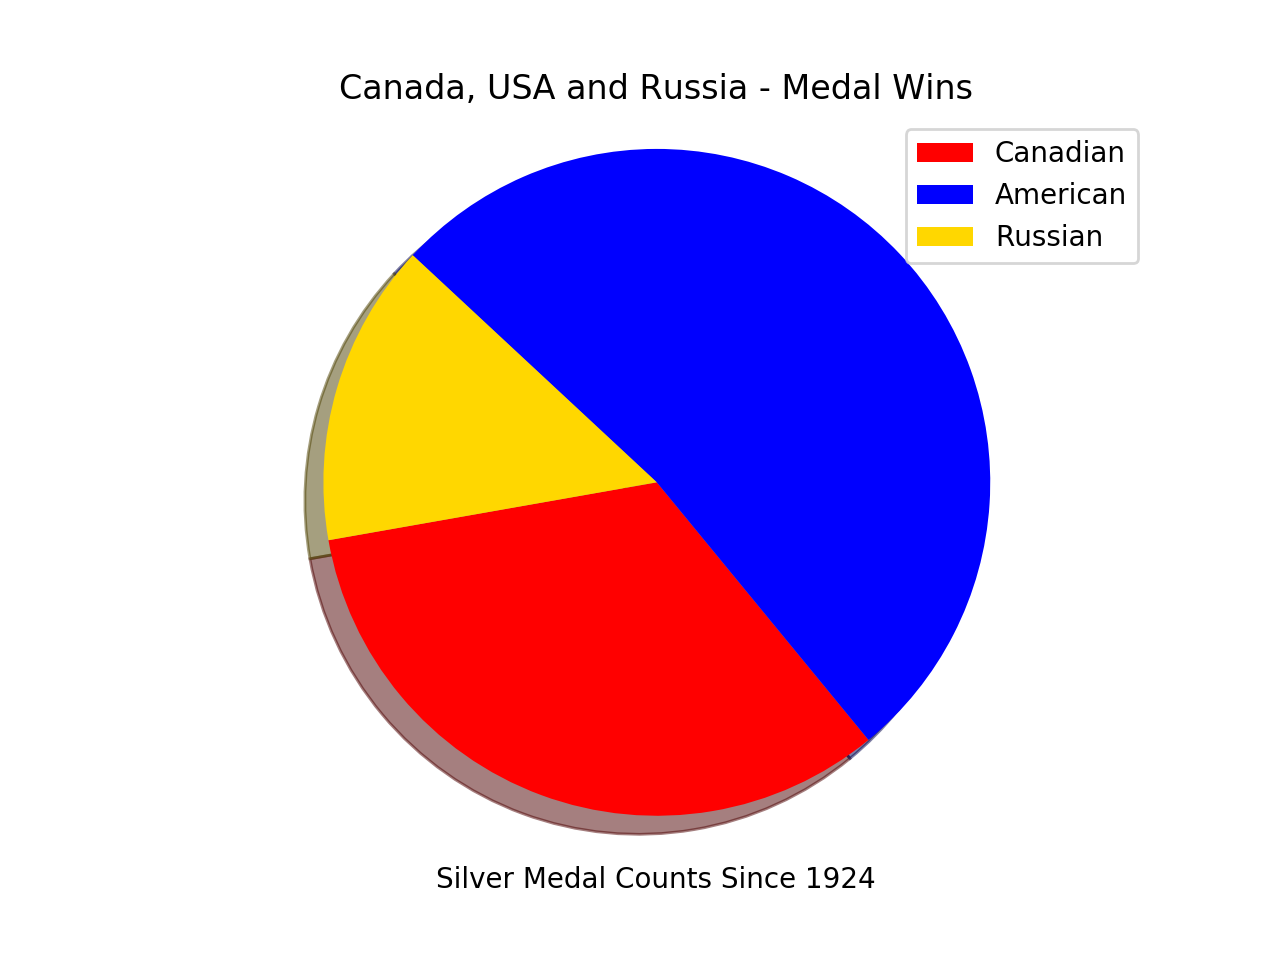 Canada, USA and Russia - Medal Wins
Canadian
American
Russian
Silver Medal Counts Since 1924